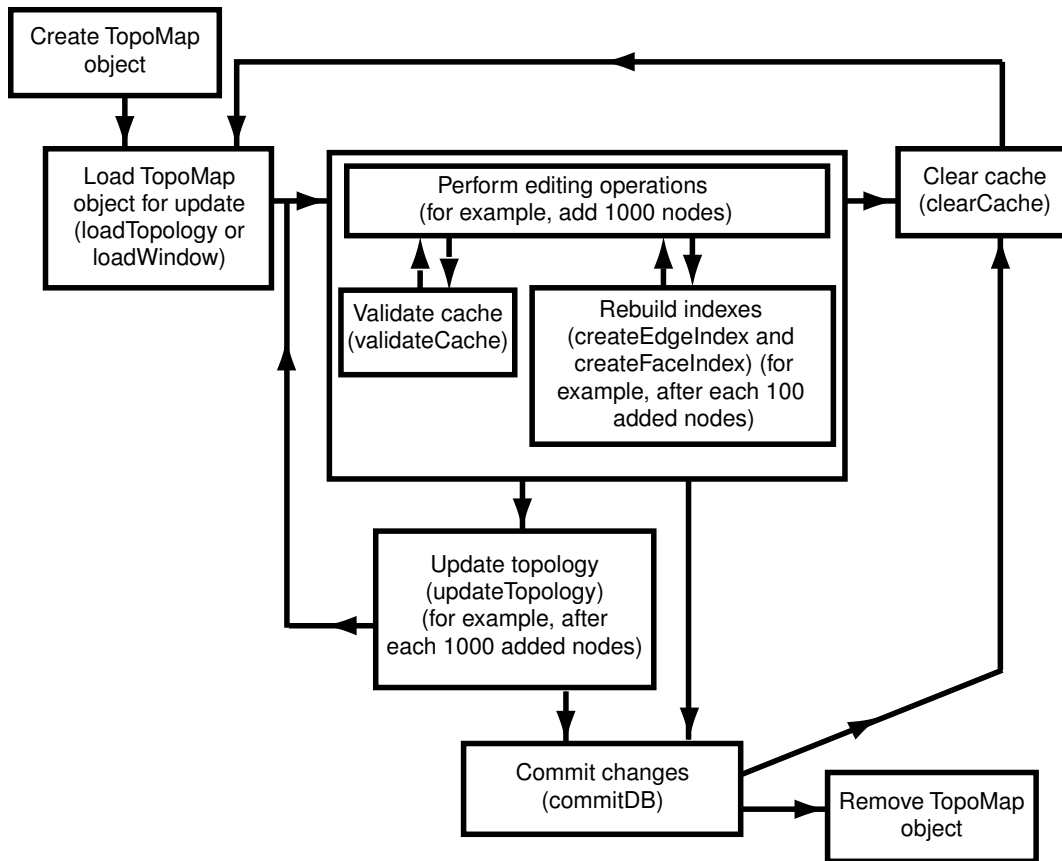 Create TopoMap
object
Load TopoMap
object for update
(loadTopology or
loadWindow)
Perform editing operations
(for example, add 1000 nodes)
Clear cache
(clearCache)
Validate cache
(validateCache)
Rebuild indexes
(createEdgeIndex and
createFaceIndex) (for
example, after each 100
added nodes)
Update topology
(updateTopology)
(for example, after
each 1000 added nodes)
Commit changes
(commitDB)
Remove TopoMap
object